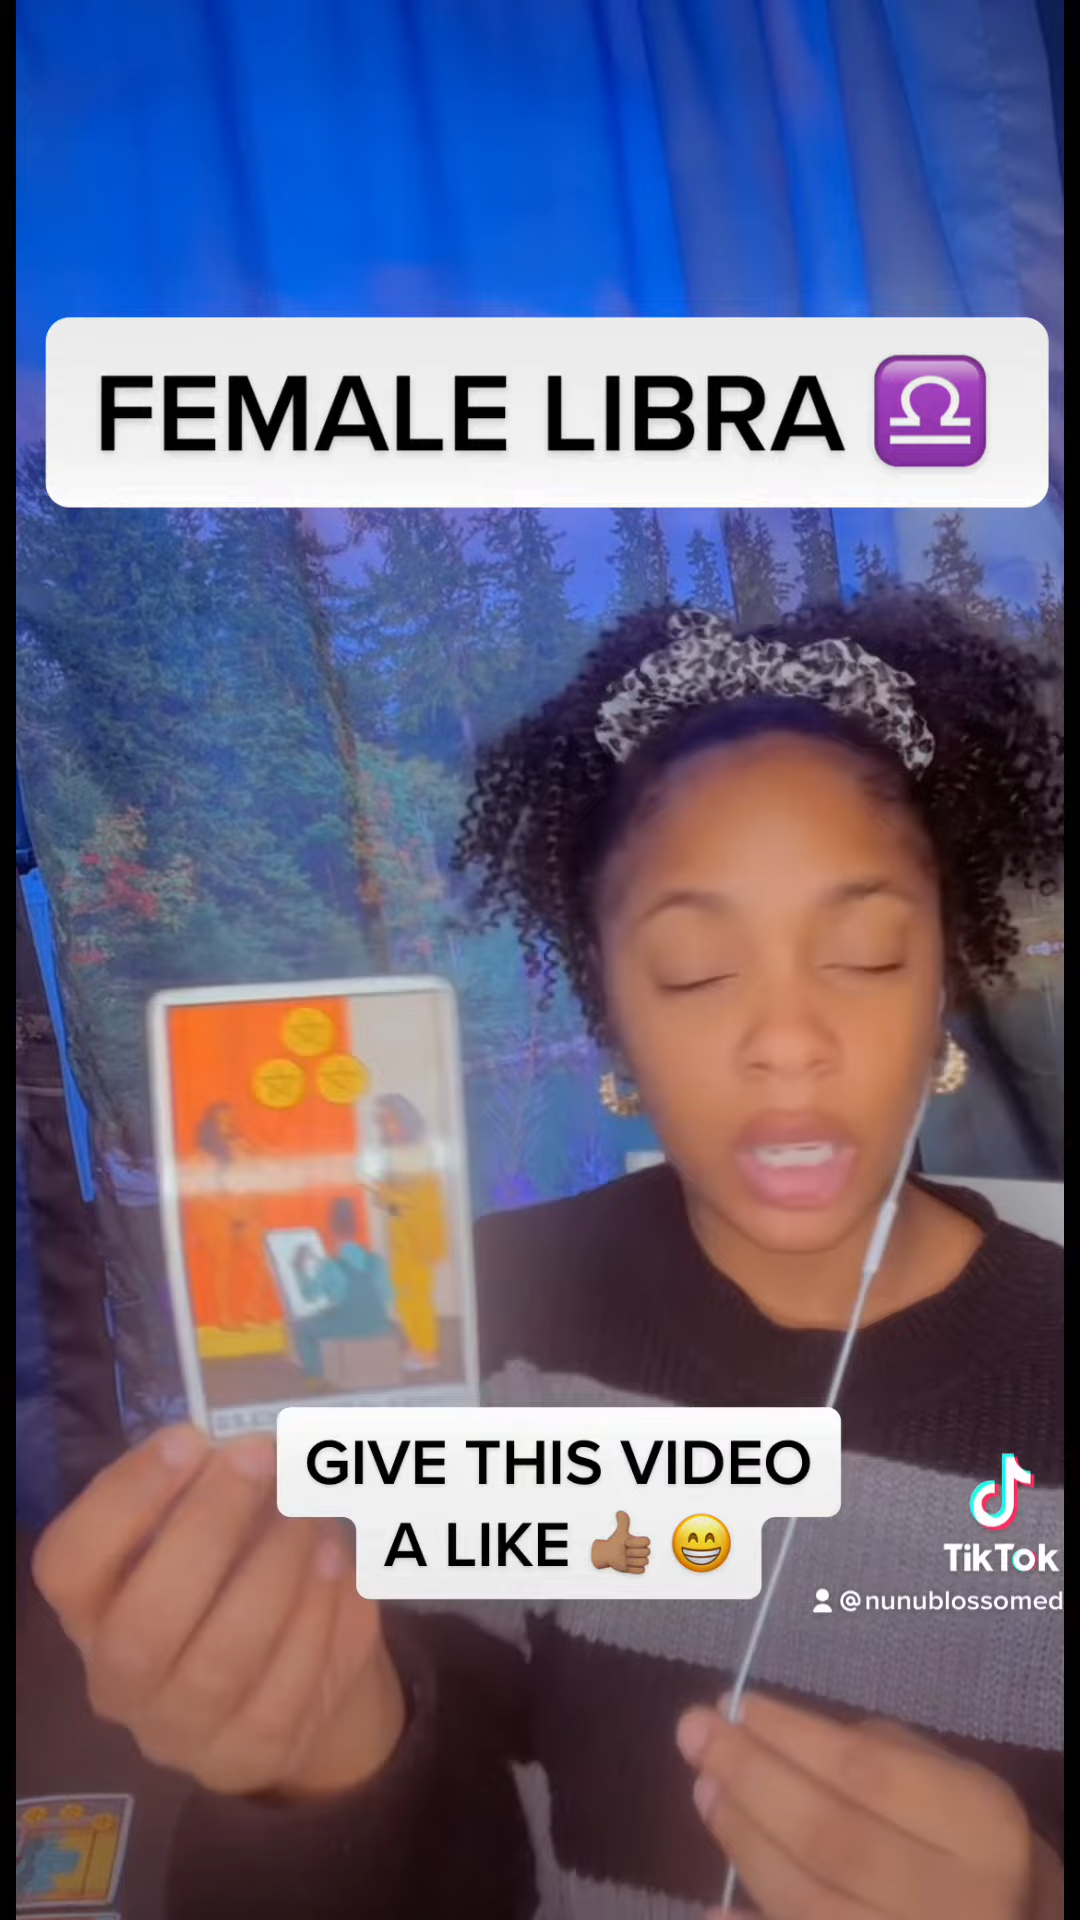 FEMALE LIBRA ♎
GIVE THIS VIDEO
A LIKE 👍🏽 😁
TikTok
@nunublossomed